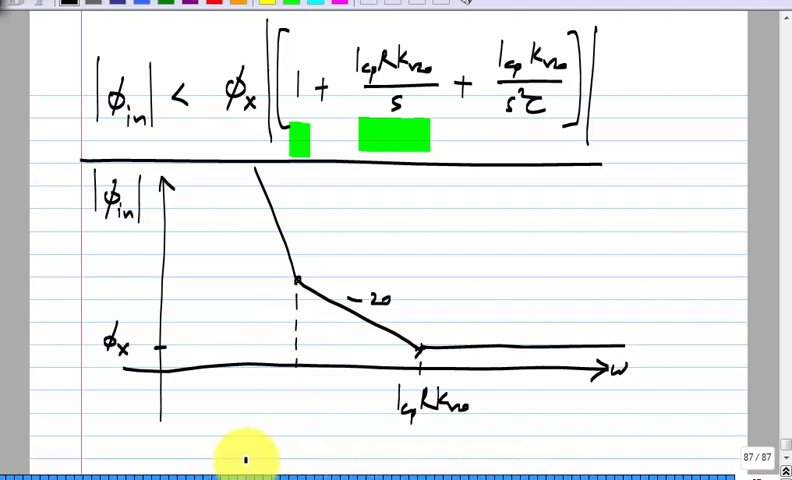 |ϕin| < ϕx |[1 + IcpRKvco/s + IcpKvco/s²C]|
|ϕin|
-20
ϕx
ω
IcpRKvco
87 / 87